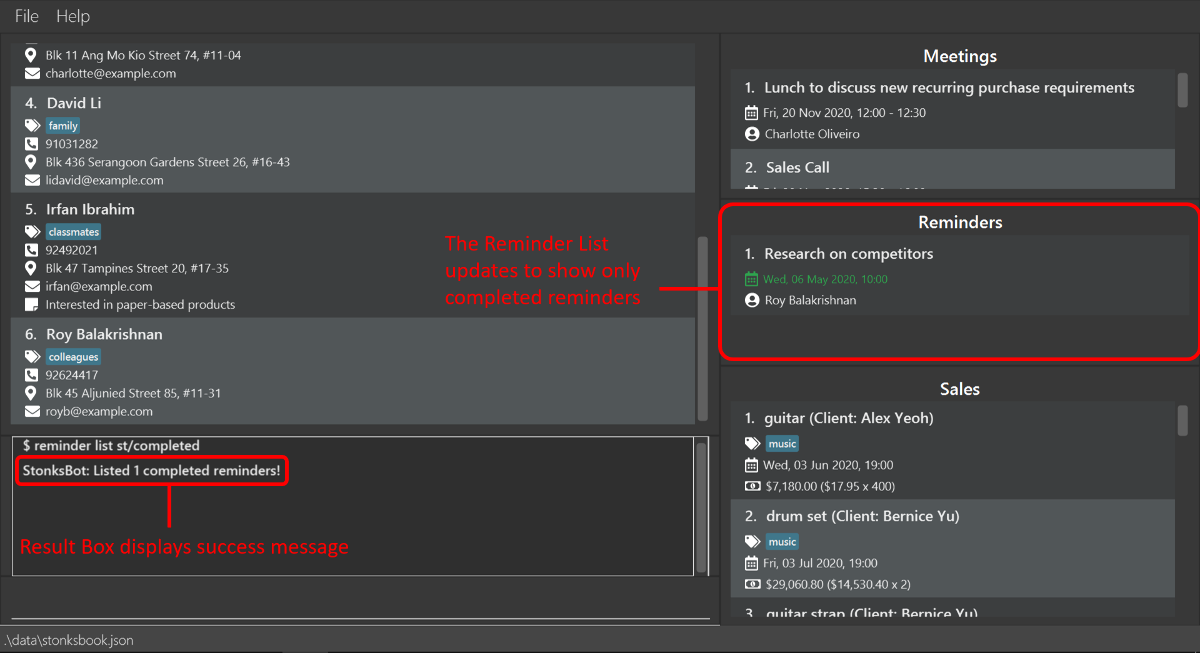 File Help
Blk 11 Ang Mo Kio Street 74, #11-04
charlotte@example.com
4. David Li
family
91031282
Blk 436 Serangoon Gardens Street 26, #16-43
lidavid@example.com
5. Irfan Ibrahim
classmates
92492021
Blk 47 Tampines Street 20, #17-35
irfan@example.com
Interested in paper-based products
6. Roy Balakrishnan
colleagues
92624417
Blk 45 Aljunied Street 85, #11-31
royb@example.com
The Reminder List
updates to show only
completed reminders
$ reminder list st/completed
StonksBot: Listed 1 completed reminders!
Result Box displays success message
Meetings
1. Lunch to discuss new recurring purchase requirements
Fri, 20 Nov 2020, 12:00 - 12:30
Charlotte Oliveiro
2. Sales Call
Reminders
1. Research on competitors
Wed, 06 May 2020, 10:00
Roy Balakrishnan
Sales
1. guitar (Client: Alex Yeoh)
music
Wed, 03 Jun 2020, 19:00
$7,180.00 ($17.95 x 400)
2. drum set (Client: Bernice Yu)
music
Fri, 03 Jul 2020, 19:00
$29,060.80 ($14,530.40 x 2)
3. guitar strap (Client: Bernice Yu)
.\data\stonksbook.json